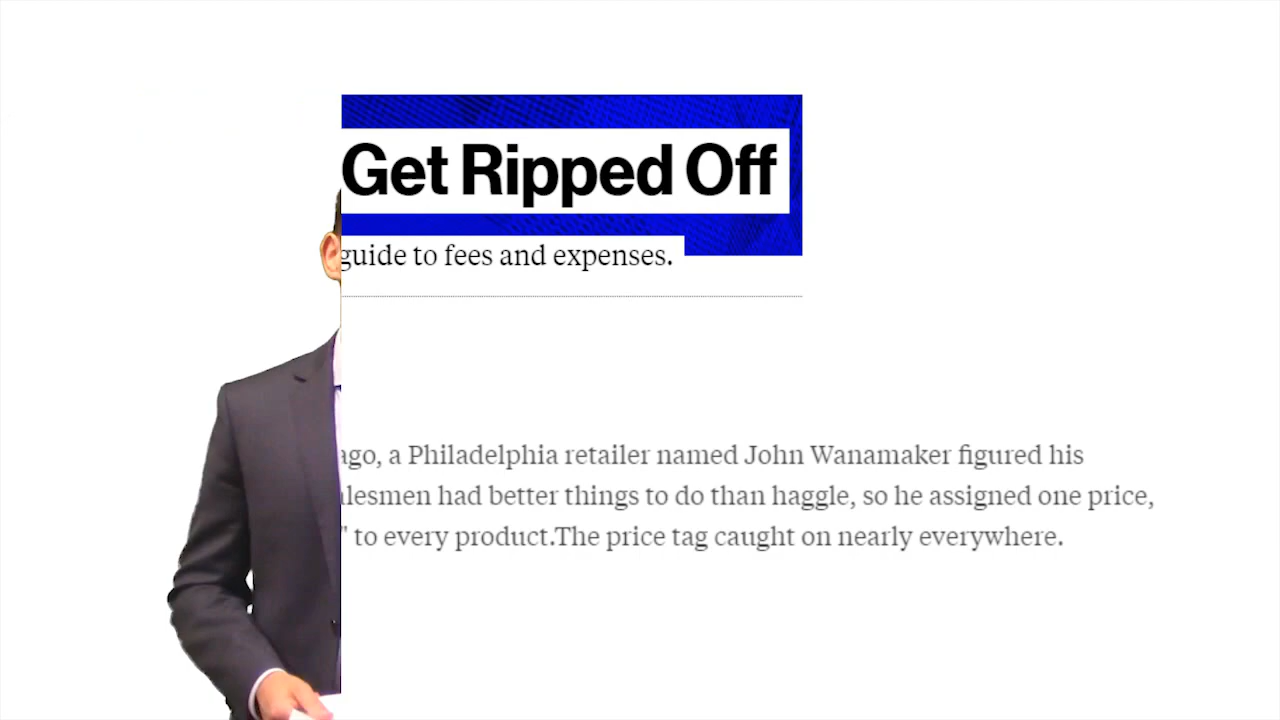 Get Ripped Off
guide to fees and expenses.
ago, a Philadelphia retailer named John Wanamaker figured his
alesmen had better things to do than haggle, so he assigned one price,
" to every product.The price tag caught on nearly everywhere.